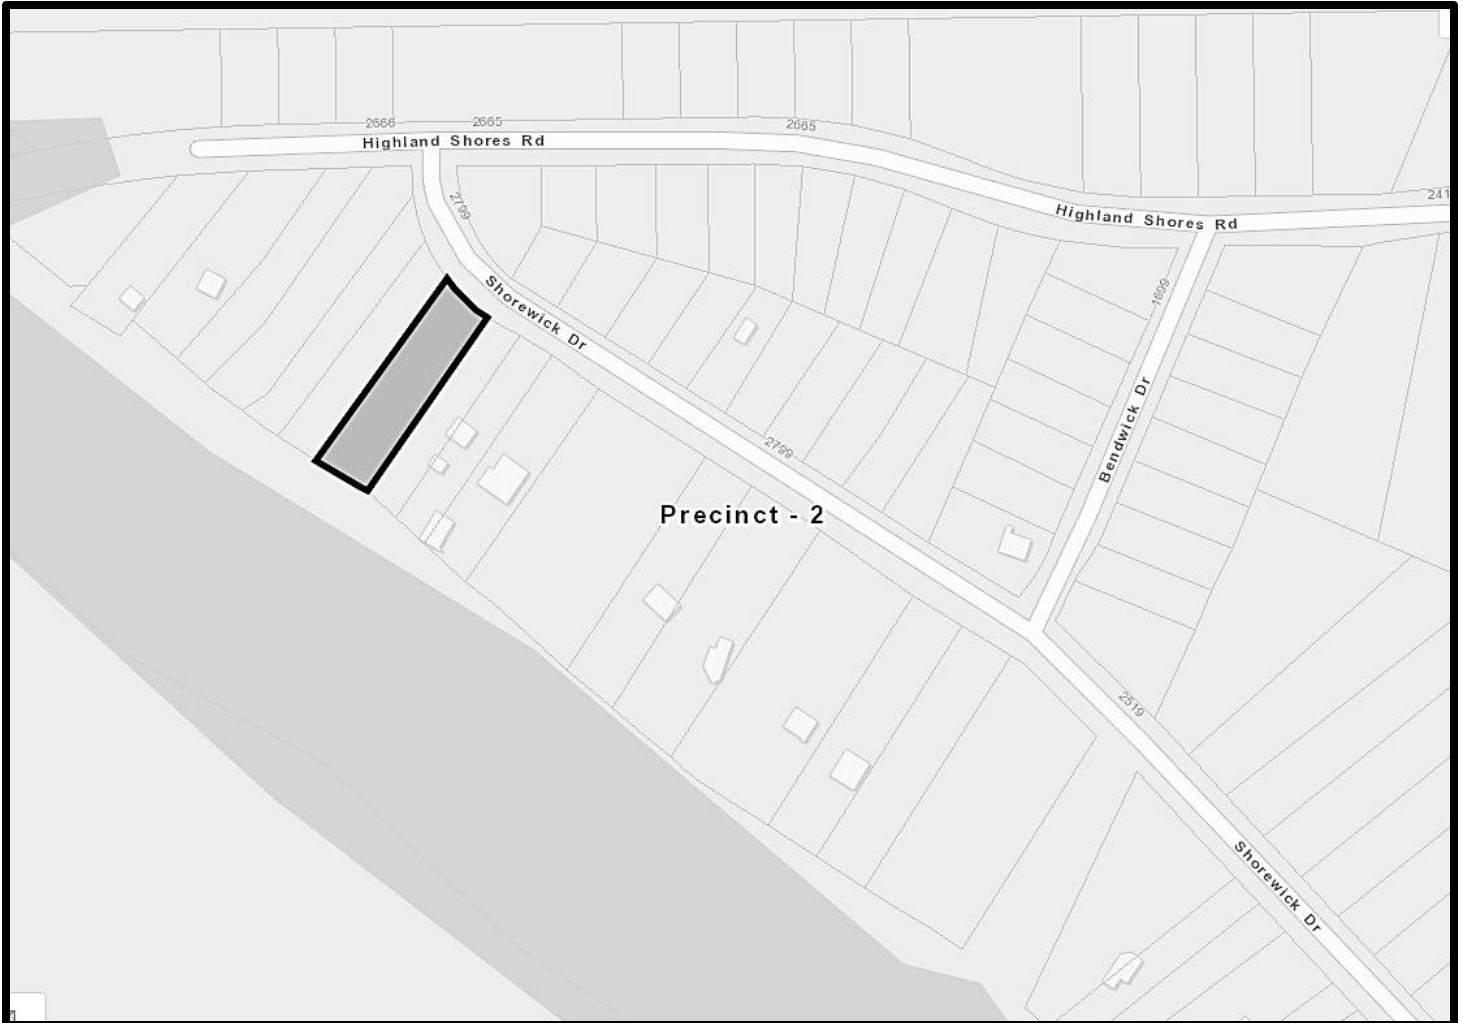 2666
2665
2665
Highland Shores Rd
241
2799
Highland Shores Rd
1699
Shorewick Dr
Bendwick Dr
2799
Precinct - 2
2519
Shorewick Dr